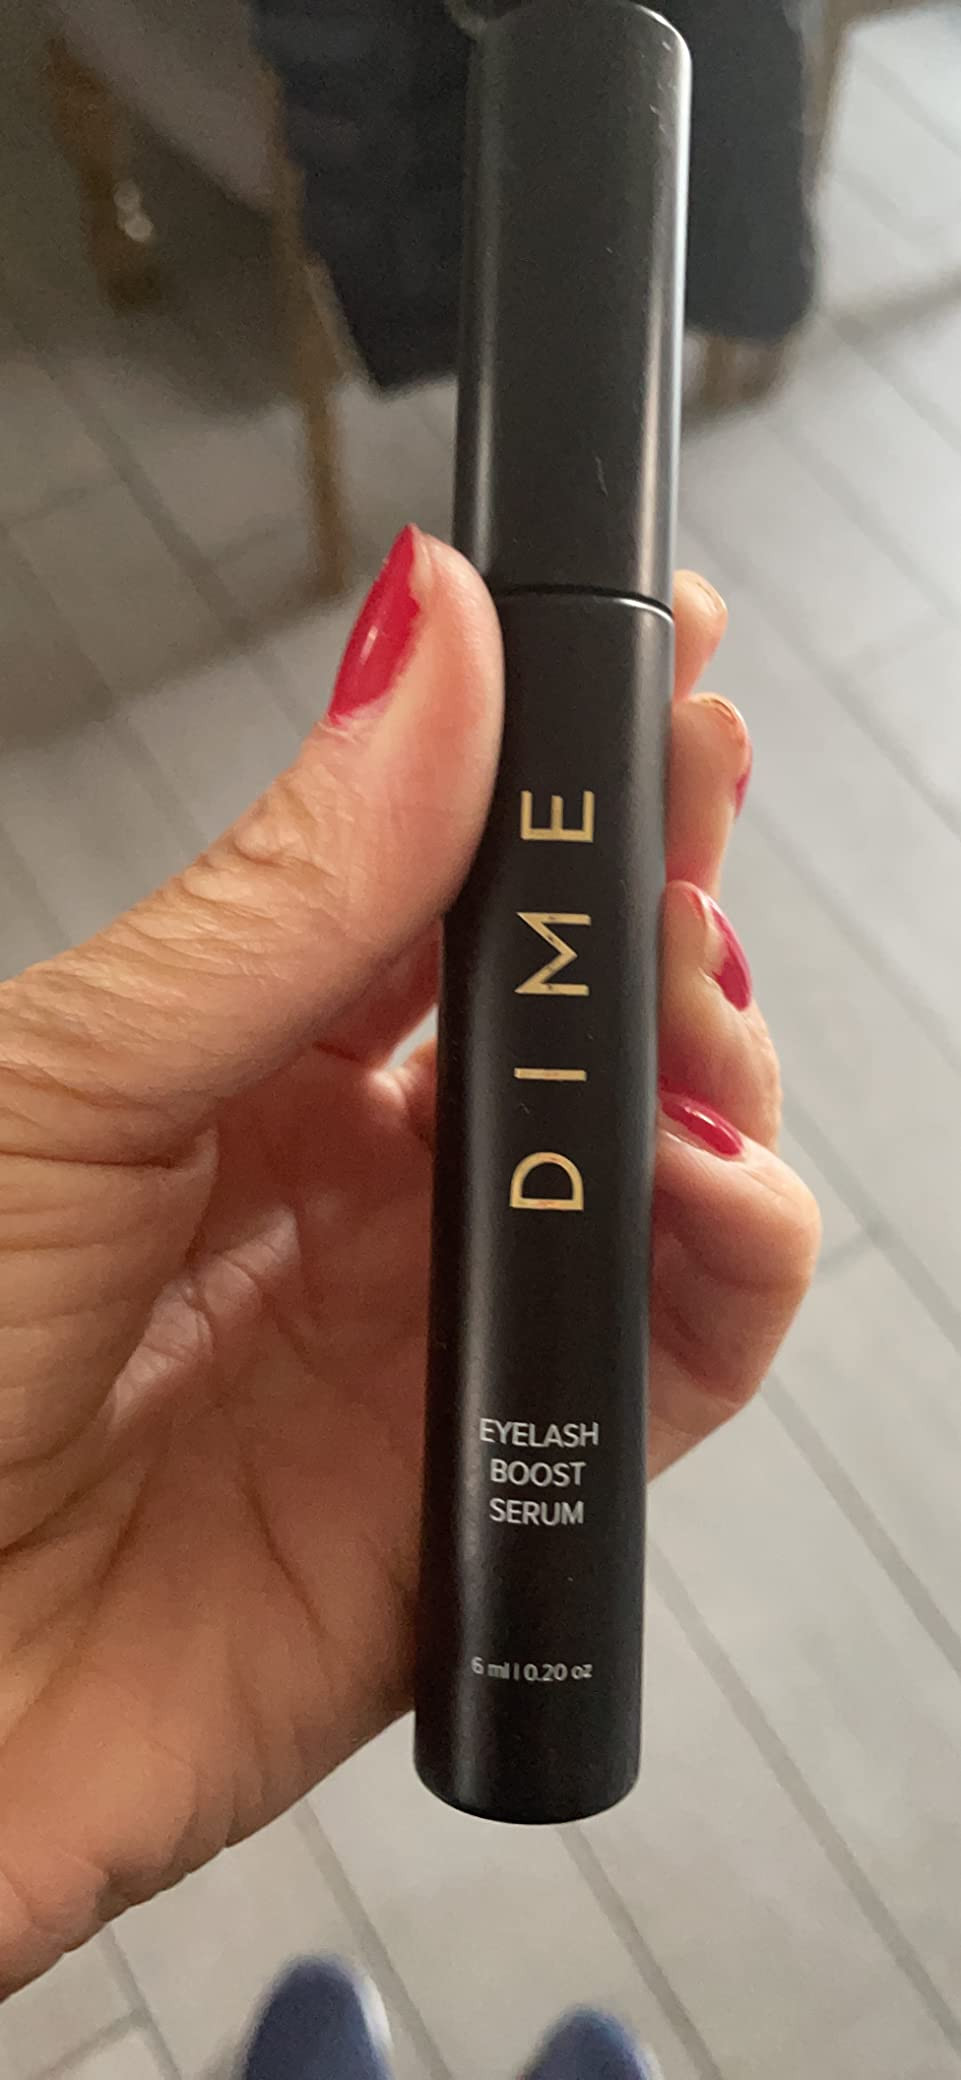 DIME
EYELASH
BOOST
SERUM
6 ml | 0.20 oz